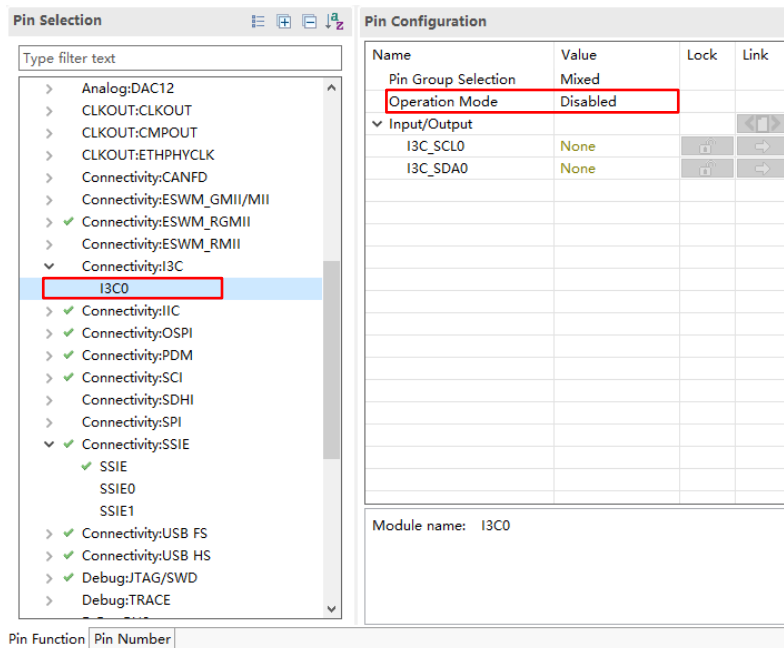 Pin Selection
Type filter text
Analog:DAC12
CLKOUT:CLKOUT
CLKOUT:CMPOUT
CLKOUT:ETHPHYCLK
Connectivity:CANFD
Connectivity:ESWM_GMII/MII
Connectivity:ESWM_RGMII
Connectivity:ESWM_RMII
Connectivity:I3C
I3C0
Connectivity:IIC
Connectivity:OSPI
Connectivity:PDM
Connectivity:SCI
Connectivity:SDHI
Connectivity:SPI
Connectivity:SSIE
SSIE
SSIE0
SSIE1
Connectivity:USB FS
Connectivity:USB HS
Debug:JTAG/SWD
Debug:TRACE
Pin Function Pin Number
Pin Configuration
Name Value Lock Link
Pin Group Selection Mixed
Operation Mode Disabled
Input/Output
I3C_SCL0 None
I3C_SDA0 None
Module name: I3C0